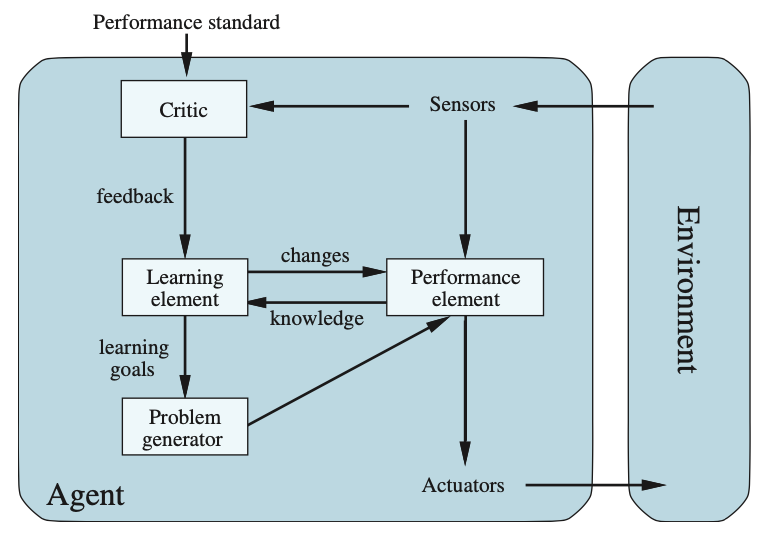 Performance standard
Critic
Sensors
feedback
changes
Learning
element
Performance
element
knowledge
learning
goals
Problem
generator
Agent
Actuators
Environment